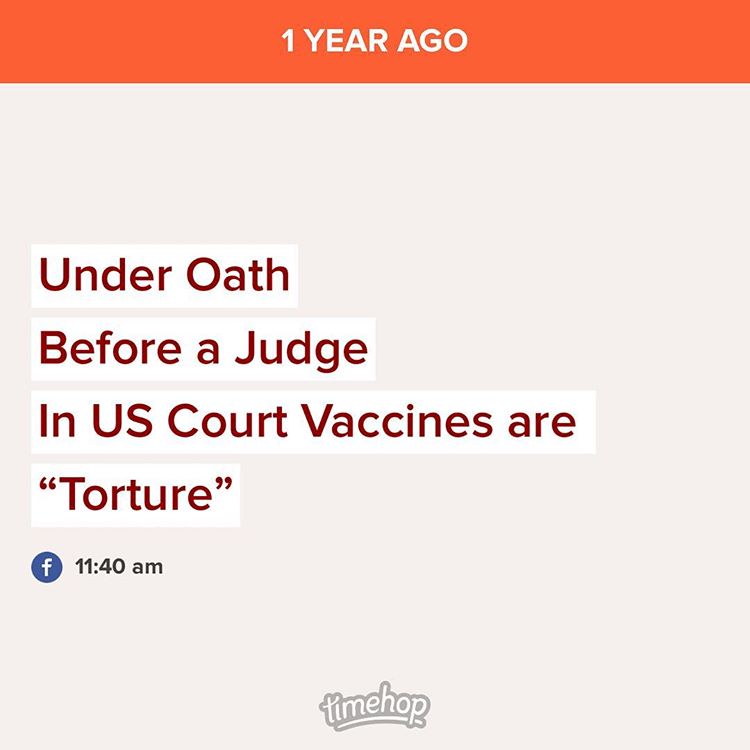 1 YEAR AGO
Under Oath
Before a Judge
In US Court Vaccines are
“Torture”
f 11:40 am
timehop